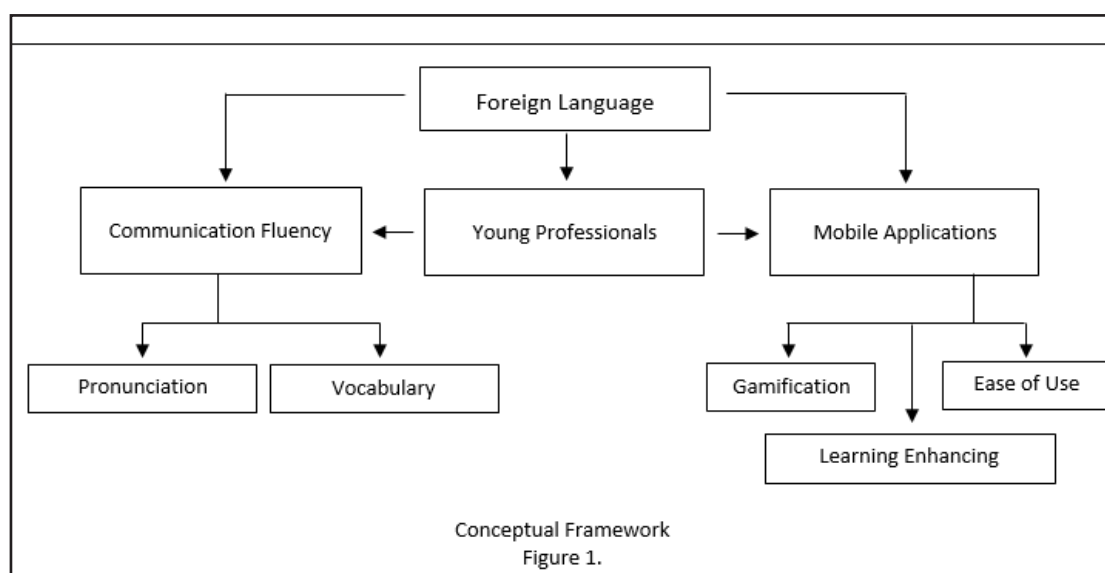 Foreign Language
Communication Fluency
Young Professionals
Mobile Applications
Pronunciation
Vocabulary
Gamification
Ease of Use
Learning Enhancing
Conceptual Framework
Figure 1.